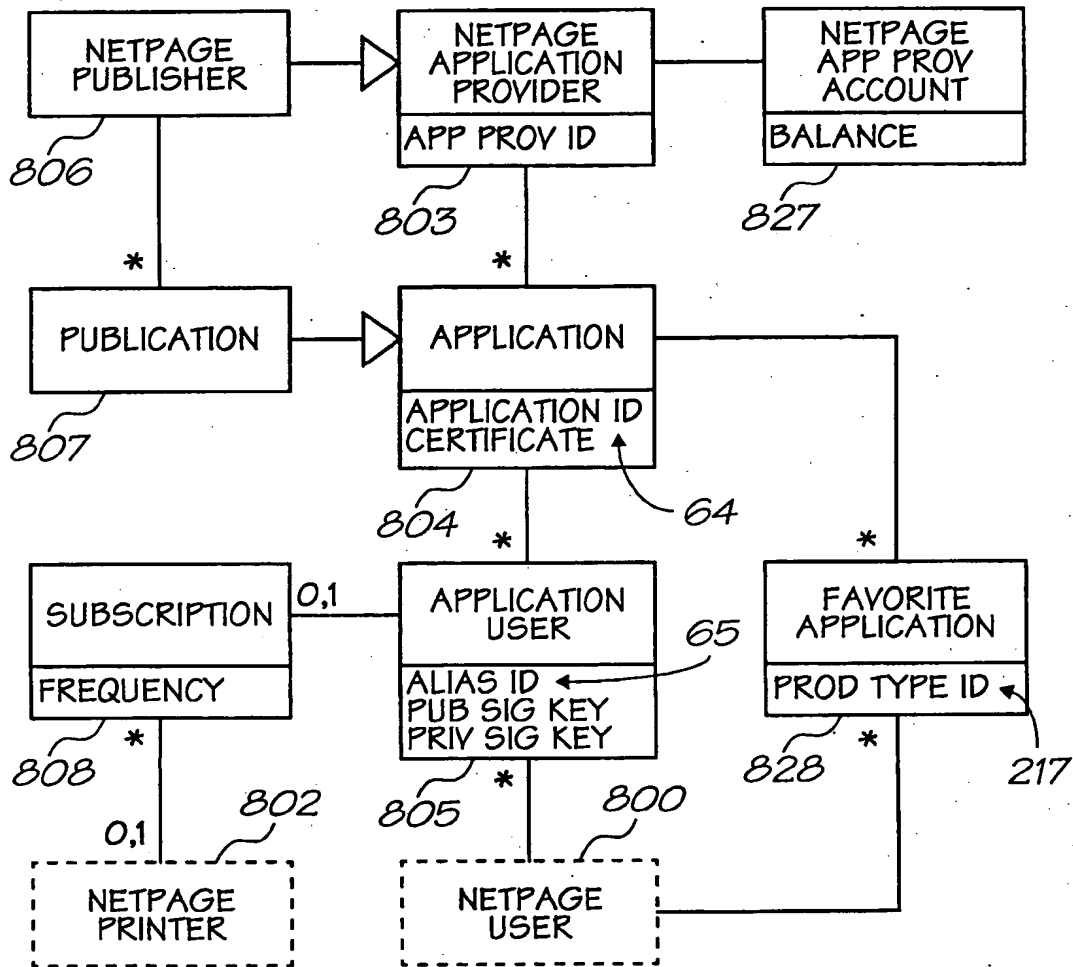 NETPAGE
PUBLISHER
806
NETPAGE
APPLICATION
PROVIDER
APP PROV ID
803
NETPAGE
APP PROV
ACCOUNT
BALANCE
827
*
*
PUBLICATION
807
APPLICATION
APPLICATION ID
CERTIFICATE
804
64
*
*
SUBSCRIPTION
FREQUENCY
808
0,1
APPLICATION
USER
ALIAS ID
PUB SIG KEY
PRIV SIG KEY
65
805
FAVORITE
APPLICATION
PROD TYPE ID
828
217
*
*
*
0,1
802
800
NETPAGE
PRINTER
NETPAGE
USER